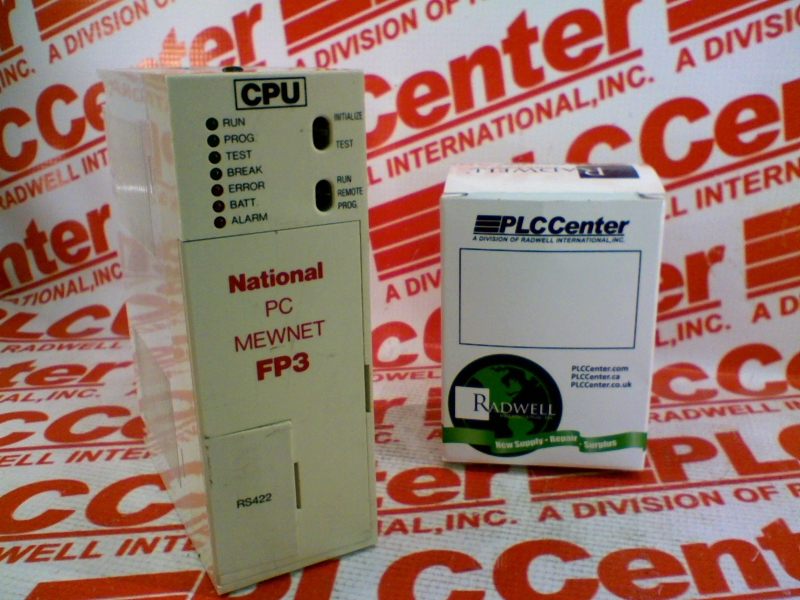 CPU
RUN
PROG.
TEST
BREAK
ERROR
BATT.
ALARM
INITIALIZE
TEST
RUN
REMOTE
PROG.
National
PC
MEWNET
FP3
RS422
RADWELL
PLCCenter
A DIVISION OF RADWELL INTERNATIONAL,INC.
PLCCenter.com
PLCCenter.ca
PLCCenter.co.uk
RADWELL
New Supply - Repair - Surplus
PLCCenter
A DIVISION OF RADWELL INTERNATIONAL,INC.